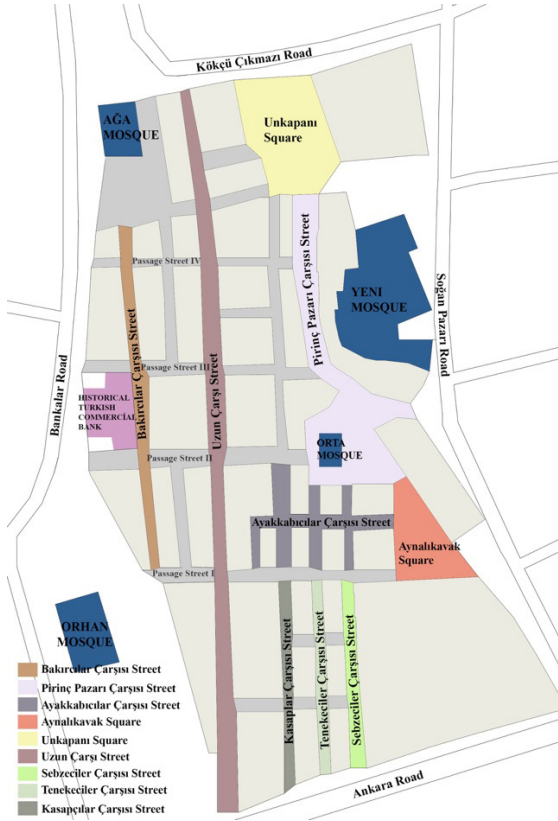 Kökçü Çıkmazı Road
AĞA
MOSQUE
Unkapanı
Square
Passage Street IV
Pirinç Pazarı Çarşısı Street
YENI
MOSQUE
Soğan Pazarı Road
Bankalar Road
Bakırcılar Çarşısı Street
Uzun Çarşı Street
Passage Street III
HISTORICAL
TURKISH
COMMERCIAL
BANK
ORTA
MOSQUE
Passage Street II
Ayakkabıcılar Çarşısı Street
Aynalıkavak
Square
Passage Street I
ORHAN
MOSQUE
Kasaplar Çarşısı Street
Tenekeciler Çarşısı Street
Sebzeciler Çarşısı Street
Ankara Road
Bakırcılar Çarşısı Street
Pirinç Pazarı Çarşısı Street
Ayakkabıcılar Çarşısı Street
Aynalıkavak Square
Unkapanı Square
Uzun Çarşı Street
Sebzeciler Çarşısı Street
Tenekeciler Çarşısı Street
Kasapçılar Çarşısı Street